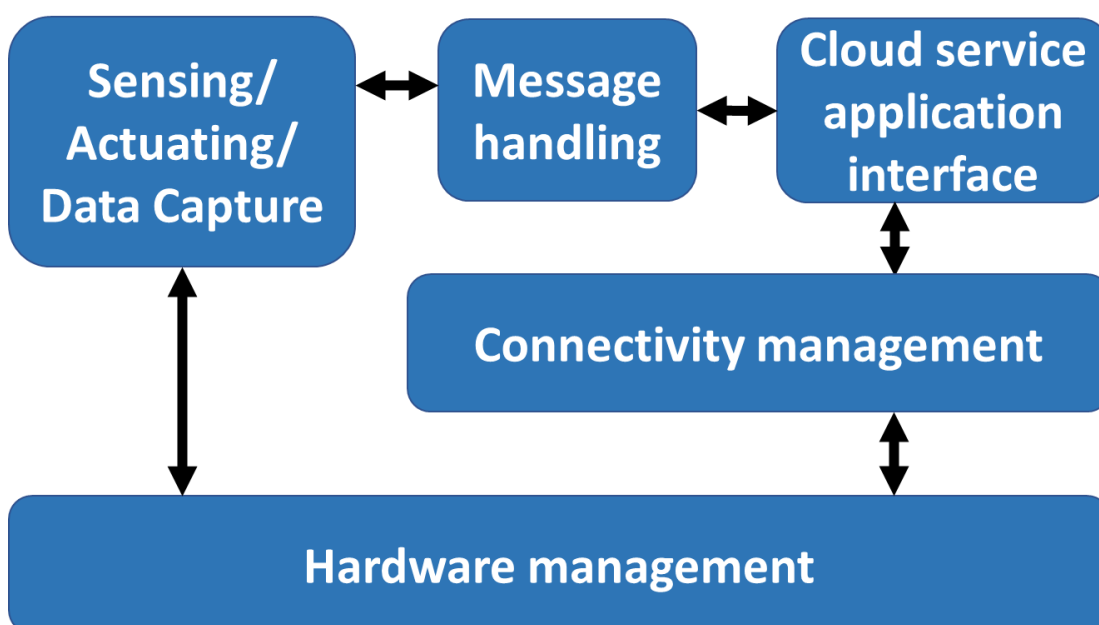 Sensing/
Actuating/
Data Capture
Message
handling
Cloud service
application
interface
Connectivity management
Hardware management